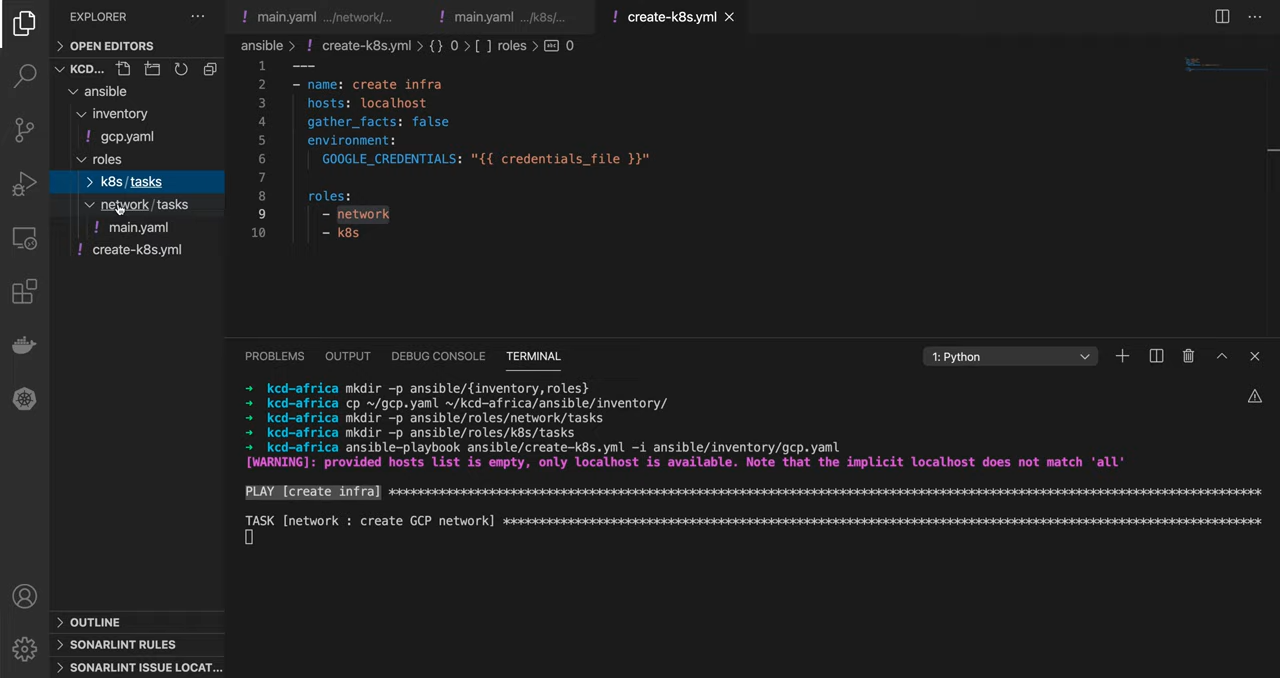 EXPLORER
OPEN EDITORS
KCD...
ansible
inventory
! gcp.yaml
roles
k8s / tasks
network / tasks
! main.yaml
! create-k8s.yml
OUTLINE
SONARLINT RULES
SONARLINT ISSUE LOCAT...
! main.yaml .../network/... ! main.yaml .../k8s/... ! create-k8s.yml
ansible > ! create-k8s.yml > {} 0 > [ ] roles > abc 0
1 ---
2 - name: create infra
3 hosts: localhost
4 gather_facts: false
5 environment:
6 GOOGLE_CREDENTIALS: "{{ credentials_file }}"
7
8 roles:
9 - network
10 - k8s
PROBLEMS OUTPUT DEBUG CONSOLE TERMINAL 1: Python
→ kcd-africa mkdir -p ansible/{inventory,roles}
→ kcd-africa cp ~/gcp.yaml ~/kcd-africa/ansible/inventory/
→ kcd-africa mkdir -p ansible/roles/network/tasks
→ kcd-africa mkdir -p ansible/roles/k8s/tasks
→ kcd-africa ansible-playbook ansible/create-k8s.yml -i ansible/inventory/gcp.yaml
[WARNING]: provided hosts list is empty, only localhost is available. Note that the implicit localhost does not match 'all'
PLAY [create infra] ************************************************************************************************************************
TASK [network : create GCP network] ********************************************************************************************************